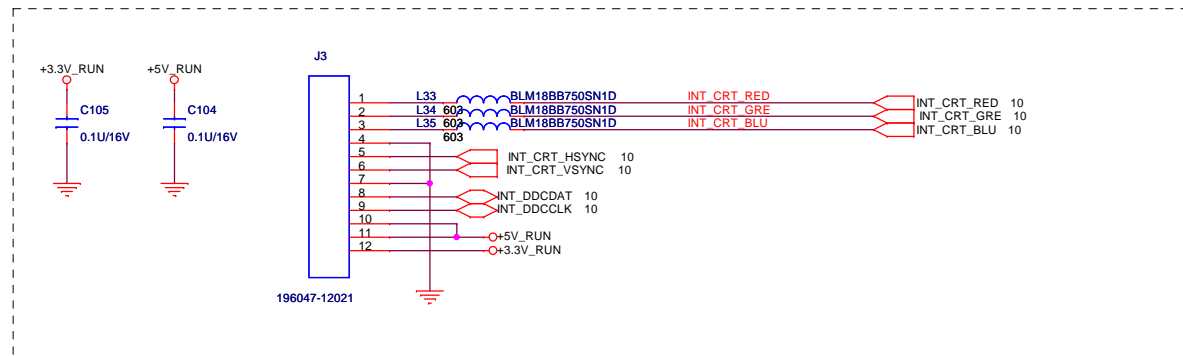 J3
+3.3V_RUN
+5V_RUN
C105
C104
0.1U/16V
0.1U/16V
1 L33 BLM18BB750SN1D INT_CRT_RED INT_CRT_RED 10
2 L34 603 BLM18BB750SN1D INT_CRT_GRE INT_CRT_GRE 10
3 L35 603 BLM18BB750SN1D INT_CRT_BLU INT_CRT_BLU 10
4 603
5 INT_CRT_HSYNC 10
6 INT_CRT_VSYNC 10
7
8 INT_DDCDAT 10
9 INT_DDCCLK 10
10
11 +5V_RUN
12 +3.3V_RUN
196047-12021